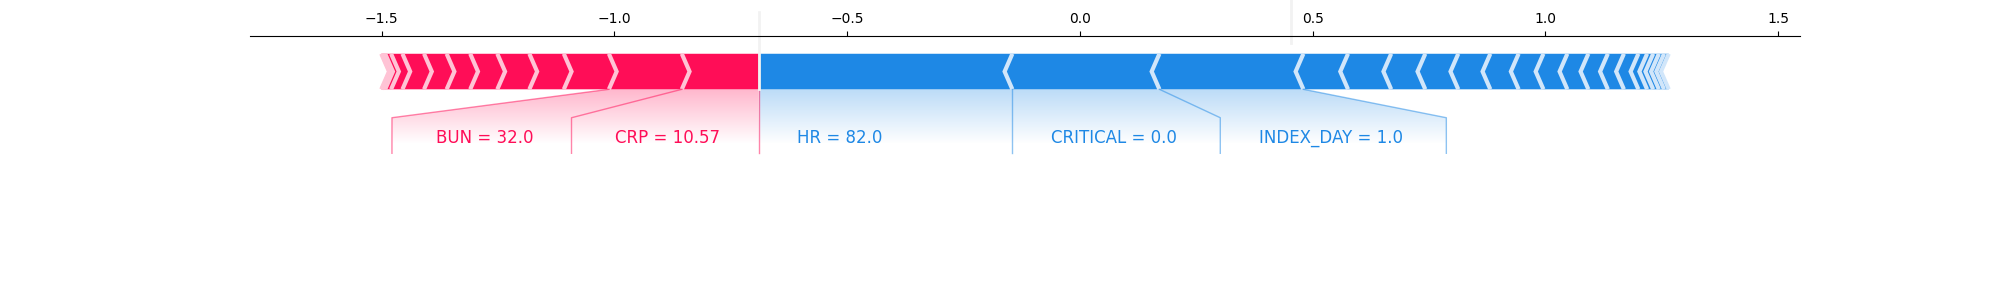 −1.5 −1.0 −0.5 0.0 0.5 1.0 1.5
BUN = 32.0 CRP = 10.57 HR = 82.0 CRITICAL = 0.0 INDEX_DAY = 1.0